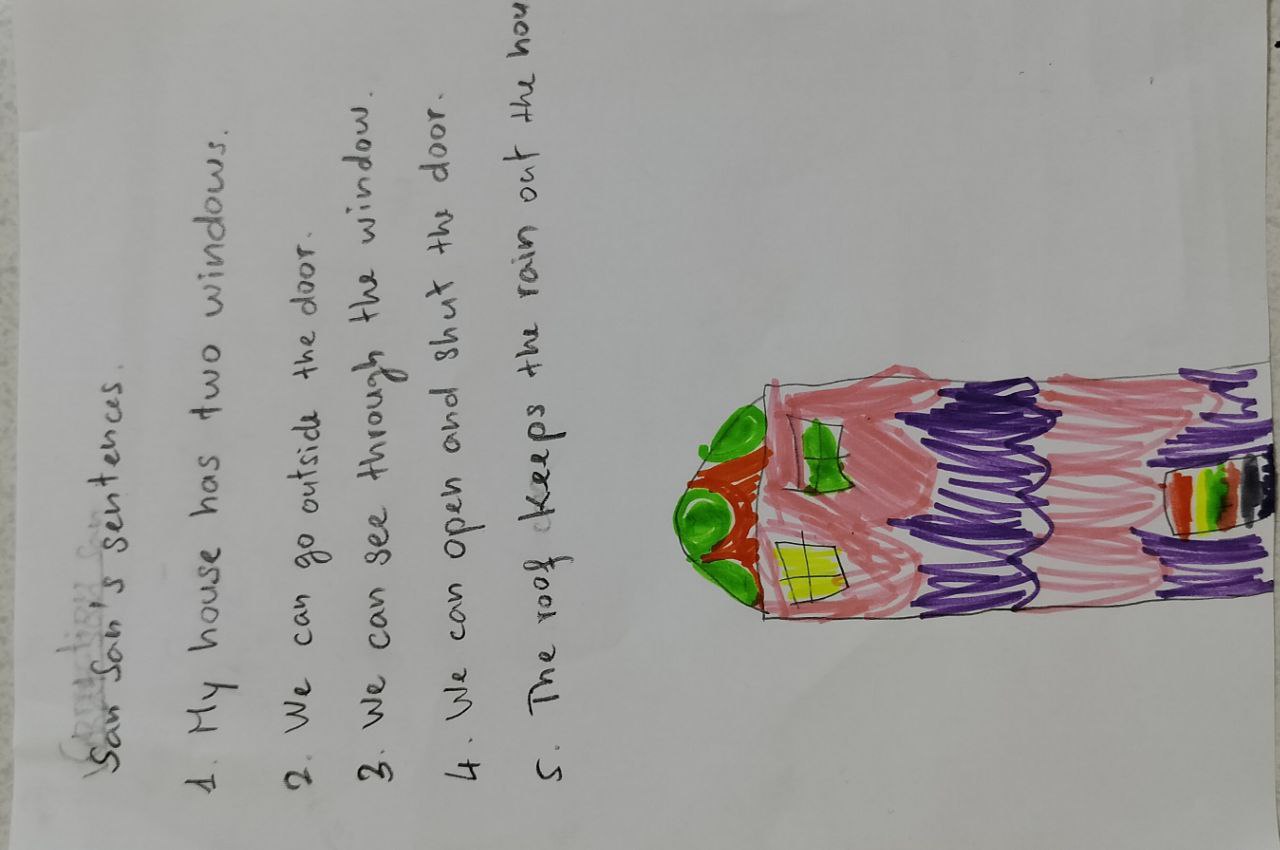 San San's sentences.
1. My house has two windows.
2. We can go outside the door.
3. We can see through the window.
4. We can open and shut the door.
5. The roof keeps the rain out the hou